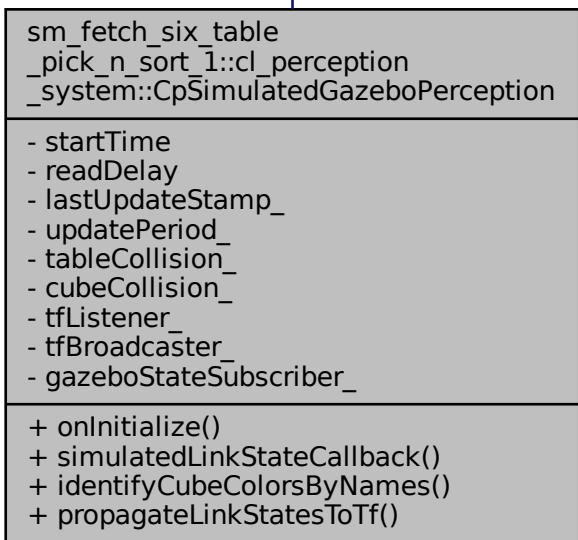 sm_fetch_six_table
_pick_n_sort_1::cl_perception
_system::CpSimulatedGazeboPerception
- startTime
- readDelay
- lastUpdateStamp_
- updatePeriod_
- tableCollision_
- cubeCollision_
- tfListener_
- tfBroadcaster_
- gazeboStateSubscriber_
+ onInitialize()
+ simulatedLinkStateCallback()
+ identifyCubeColorsByNames()
+ propagateLinkStatesToTf()